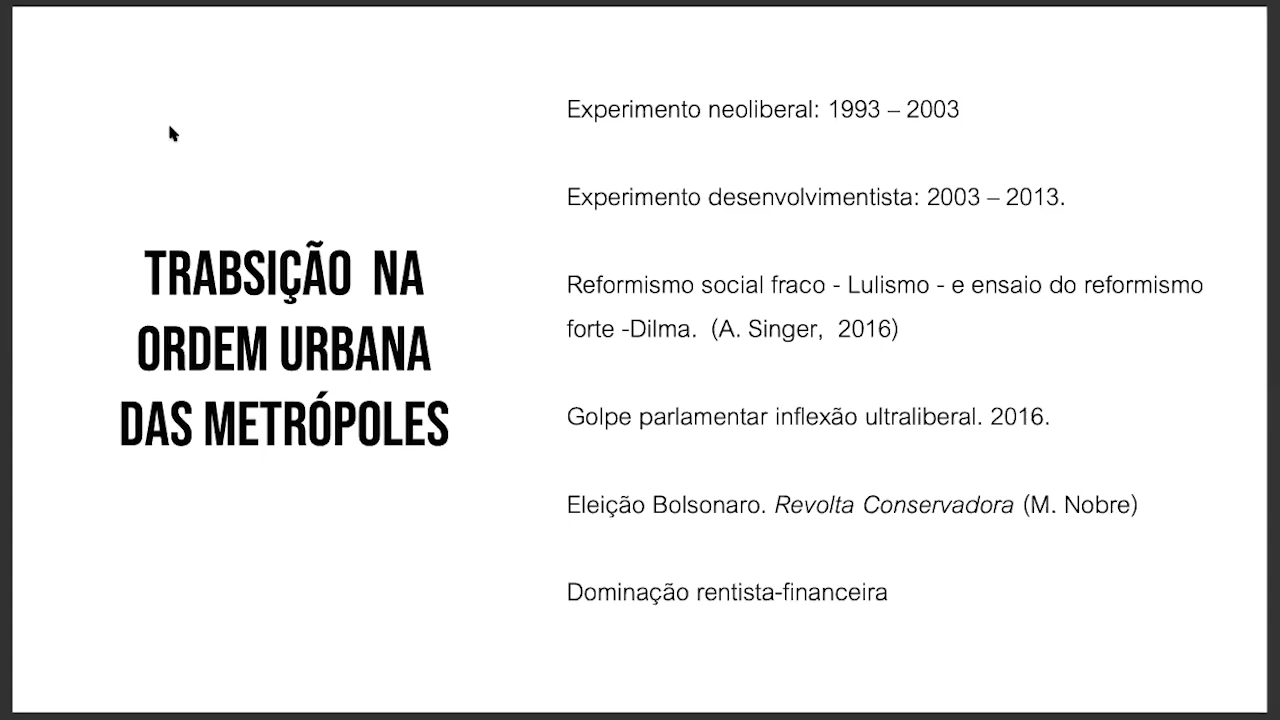 TRABSIÇÃO NA
ORDEM URBANA
DAS METRÓPOLES
Experimento neoliberal: 1993 – 2003
Experimento desenvolvimentista: 2003 – 2013.
Reformismo social fraco - Lulismo - e ensaio do reformismo
forte -Dilma. (A. Singer, 2016)
Golpe parlamentar inflexão ultraliberal. 2016.
Eleição Bolsonaro. Revolta Conservadora (M. Nobre)
Dominação rentista-financeira